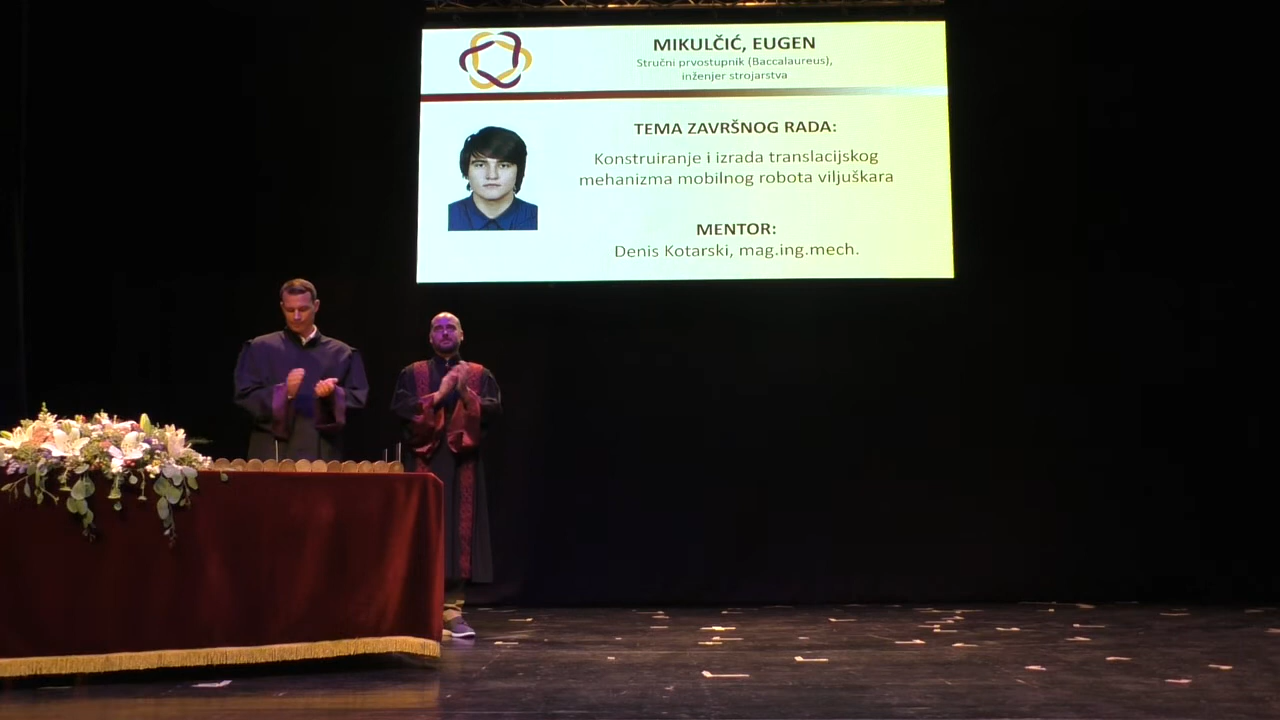 MIKULČIĆ, EUGEN
Stručni prvostupnik (Baccalaureus),
inženjer strojarstva
TEMA ZAVRŠNOG RADA:
Konstruiranje i izrada translacijskog
mehanizma mobilnog robota viljuškara
MENTOR:
Denis Kotarski, mag.ing.mech.